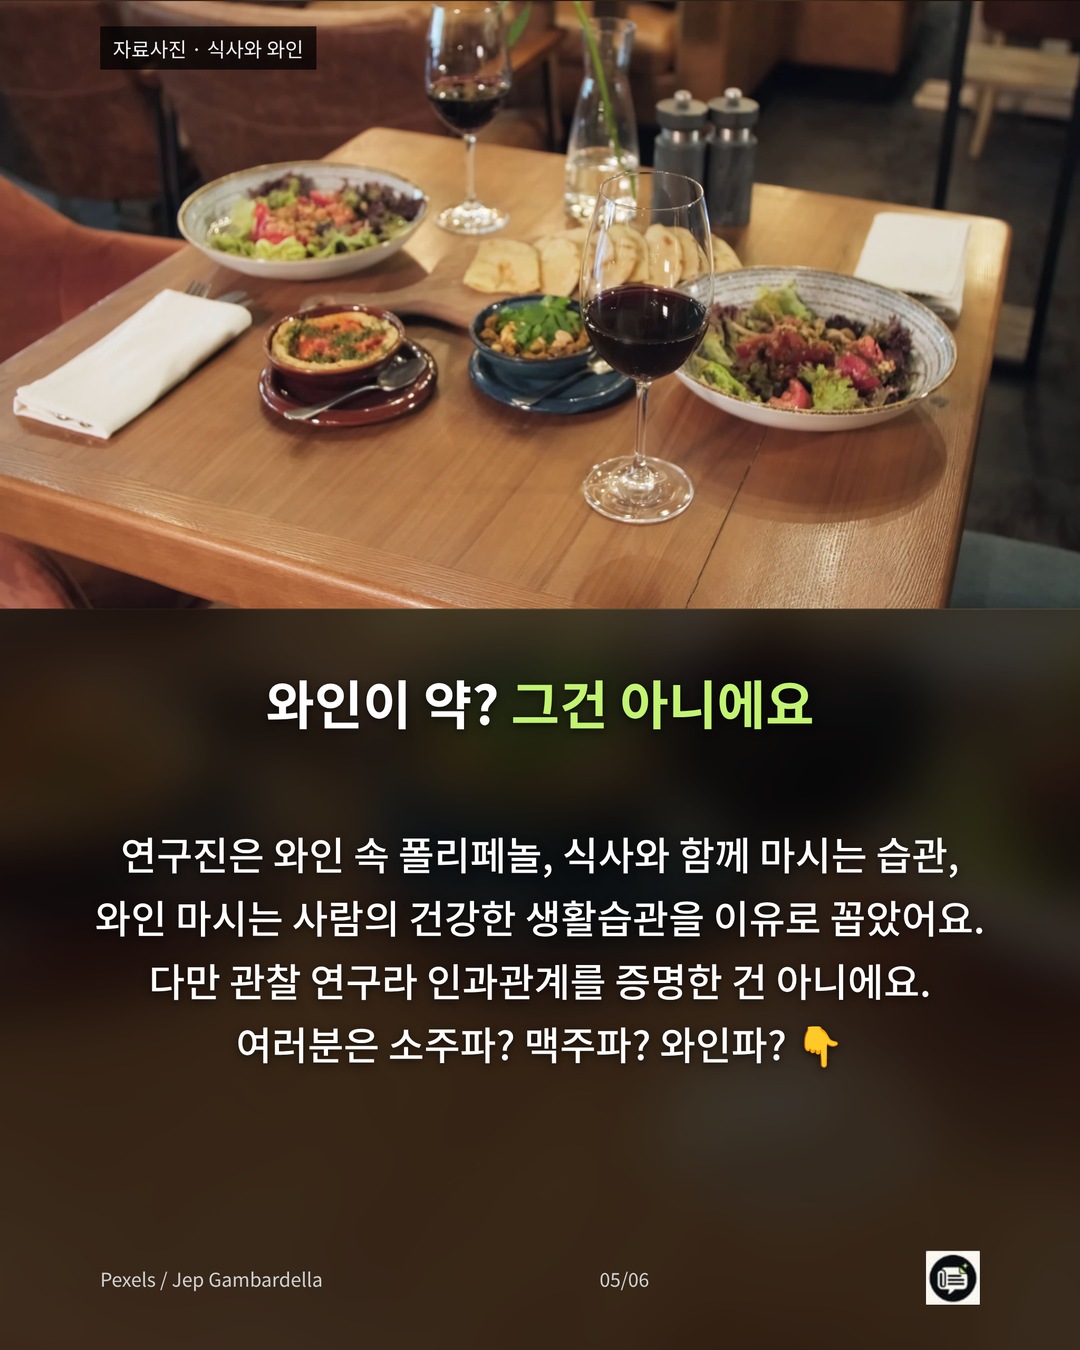 자료사진 · 식사와 와인
와인이 약? 그건 아니에요
연구진은 와인 속 폴리페놀, 식사와 함께 마시는 습관,
와인 마시는 사람의 건강한 생활습관을 이유로 꼽았어요.
다만 관찰 연구라 인과관계를 증명한 건 아니에요.
여러분은 소주파? 맥주파? 와인파? 👇
Pexels / Jep Gambardella
05/06